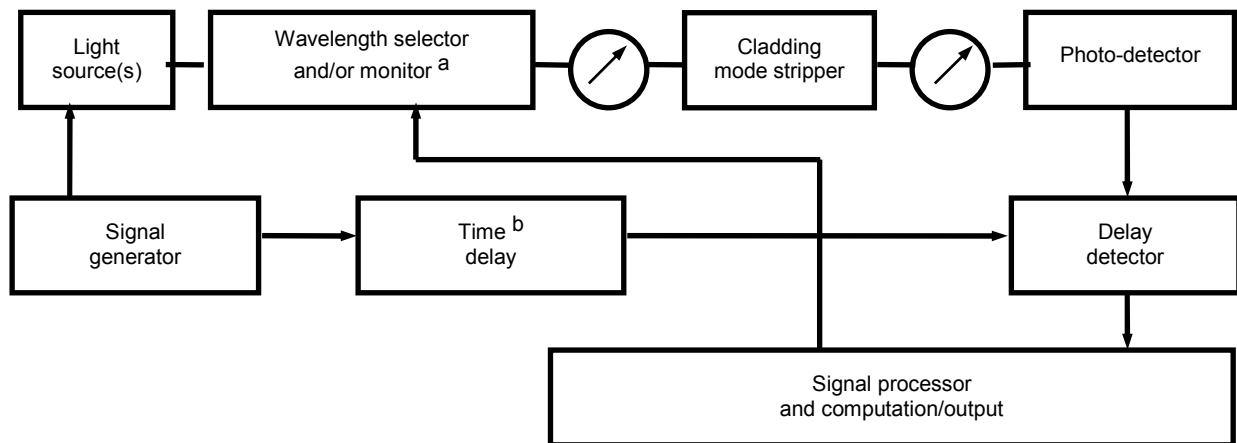 Light
source(s)
Wavelength selector
and/or monitor a
Cladding
mode stripper
Photo-detector
Signal
generator
Time b
delay
Delay
detector
Signal processor
and computation/output